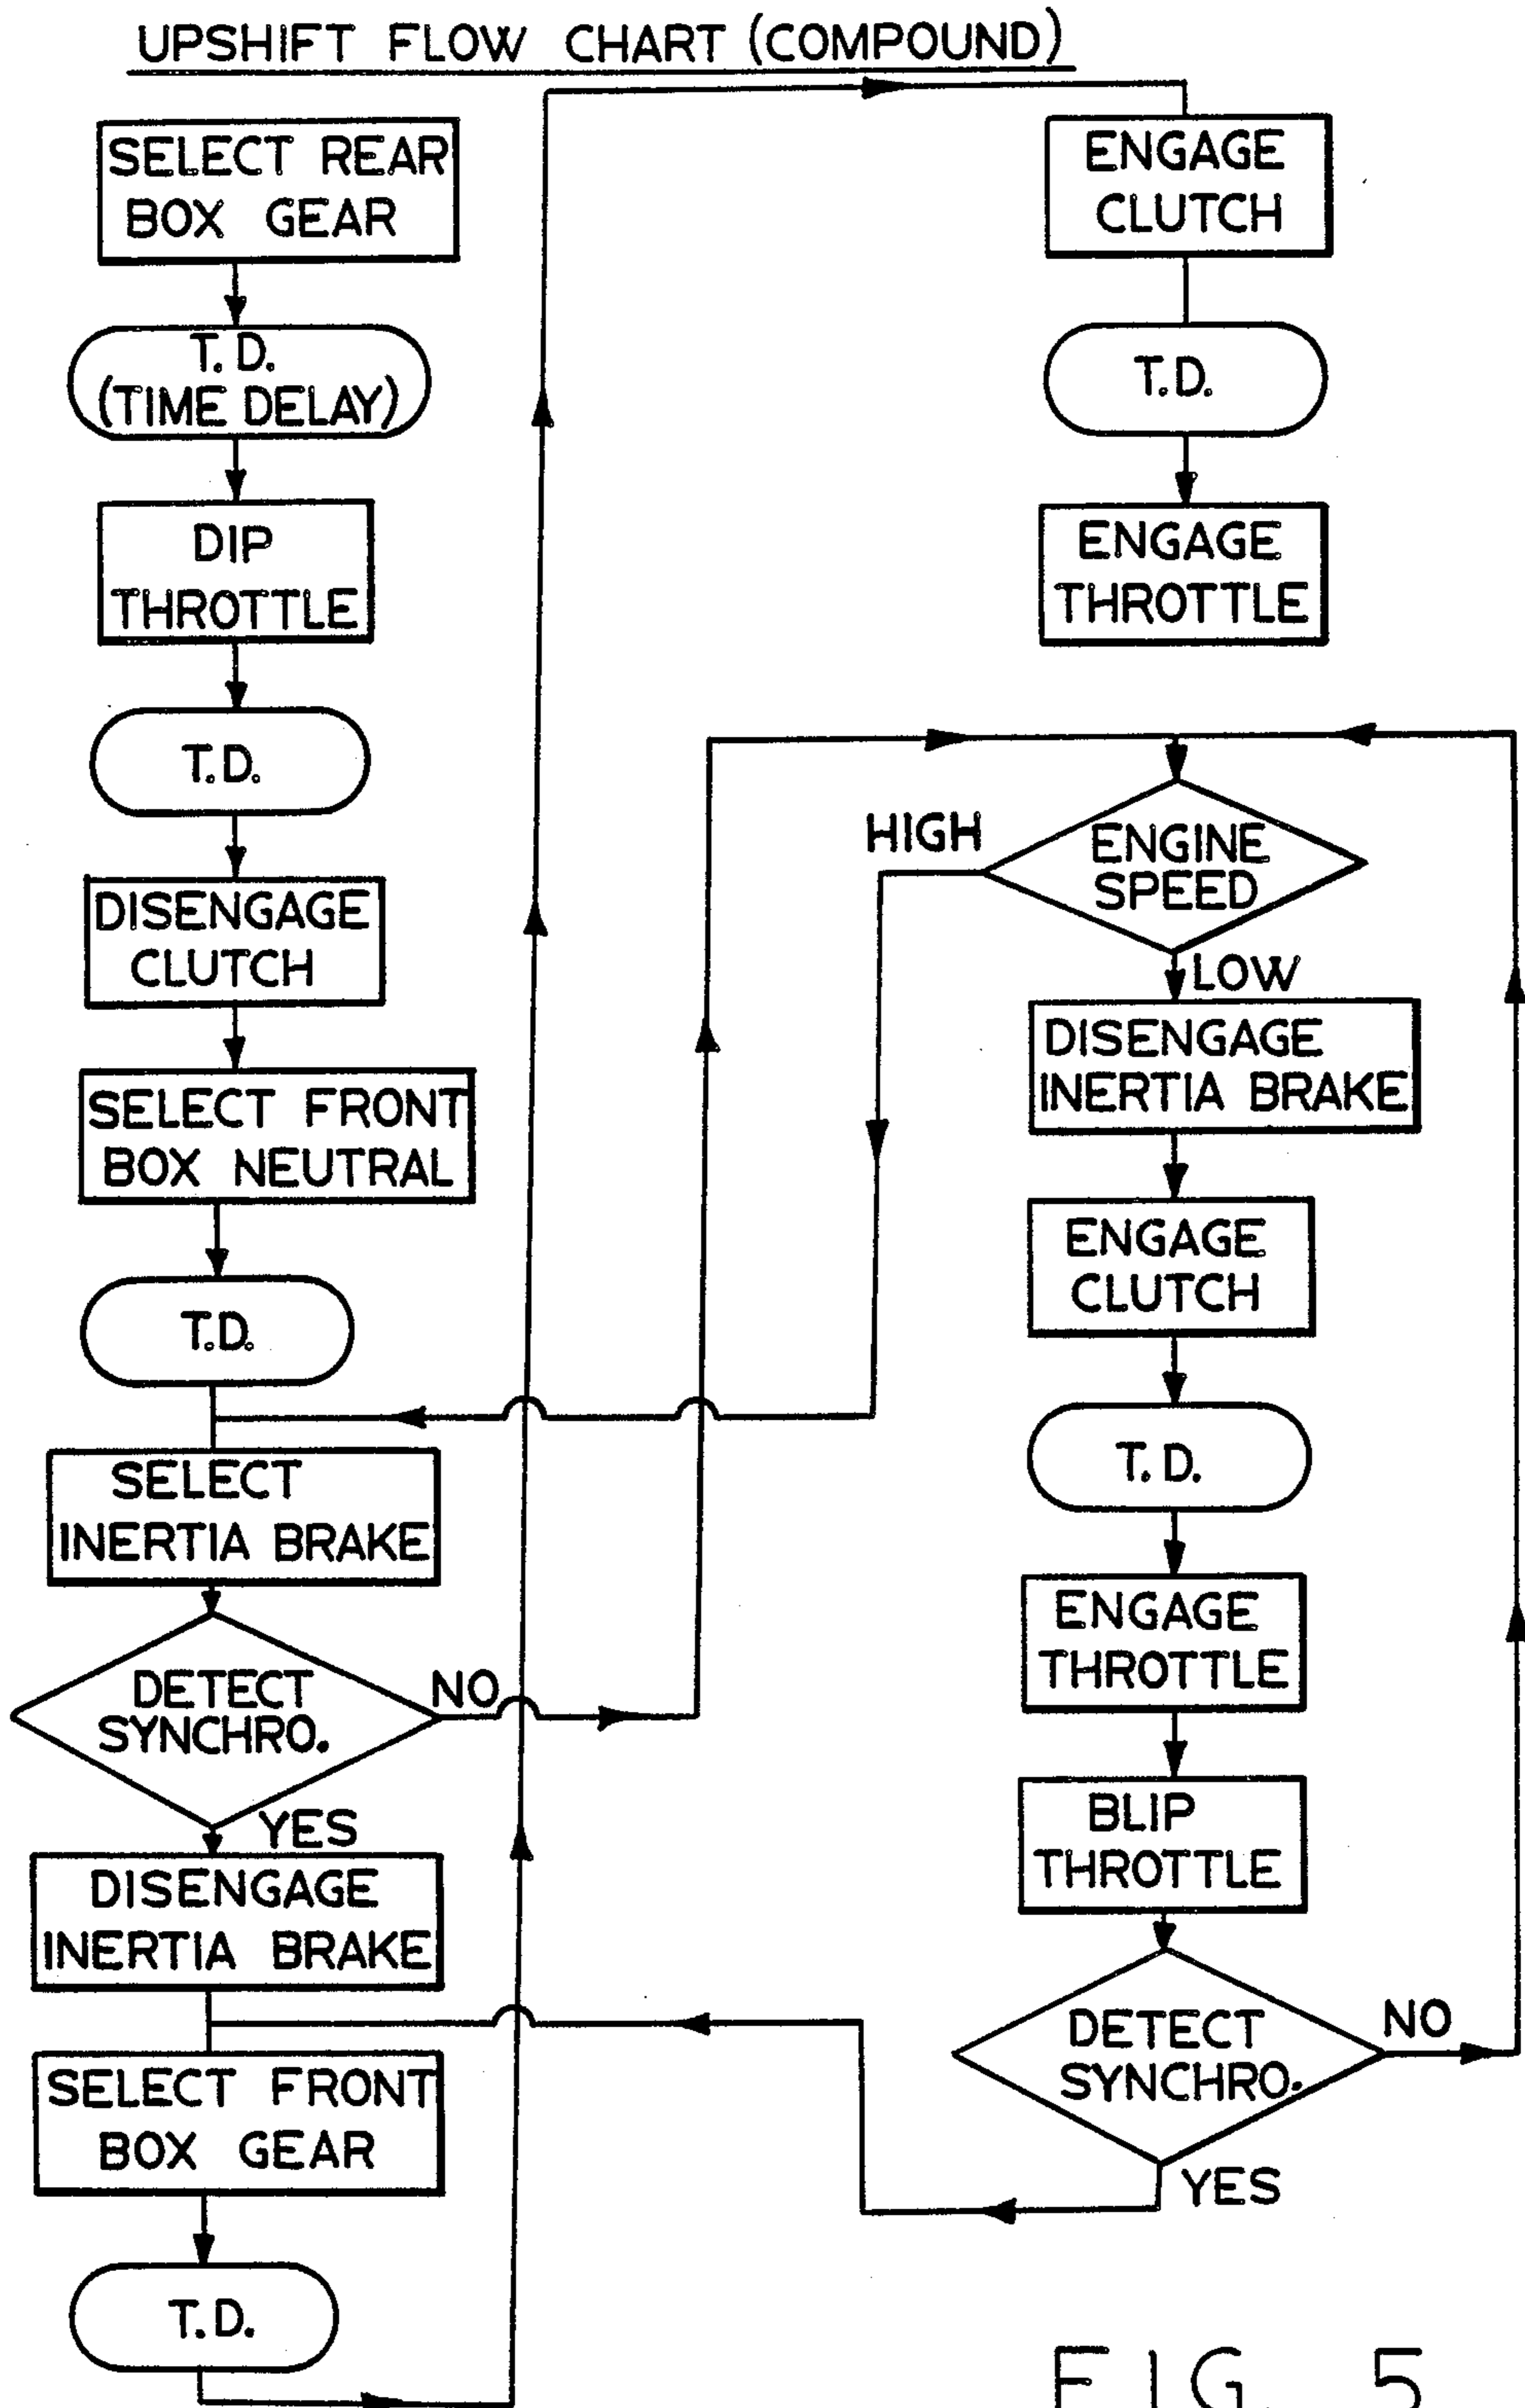 UPSHIFT FLOW CHART (COMPOUND)
SELECT REAR
BOX GEAR
T.D.
(TIME DELAY)
DIP
THROTTLE
T.D.
DISENGAGE
CLUTCH
SELECT FRONT
BOX NEUTRAL
T.D.
SELECT
INERTIA BRAKE
DETECT
SYNCHRO.
NO
YES
DISENGAGE
INERTIA BRAKE
SELECT FRONT
BOX GEAR
T.D.
ENGAGE
CLUTCH
T.D.
ENGAGE
THROTTLE
ENGINE
SPEED
HIGH
LOW
DISENGAGE
INERTIA BRAKE
ENGAGE
CLUTCH
T.D.
ENGAGE
THROTTLE
BLIP
THROTTLE
DETECT
SYNCHRO.
NO
YES
FIG. 5